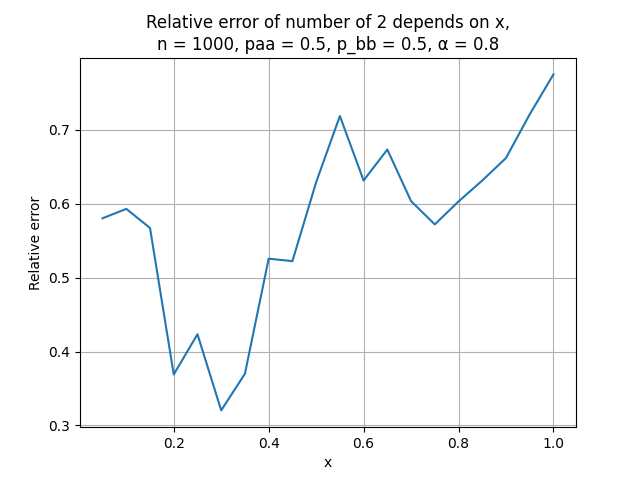 Relative error of number of 2 depends on x,
n = 1000, paa = 0.5, p_bb = 0.5, α = 0.8
0.7
0.6
0.5
0.4
0.3
Relative error
0.2 0.4 0.6 0.8 1.0
x